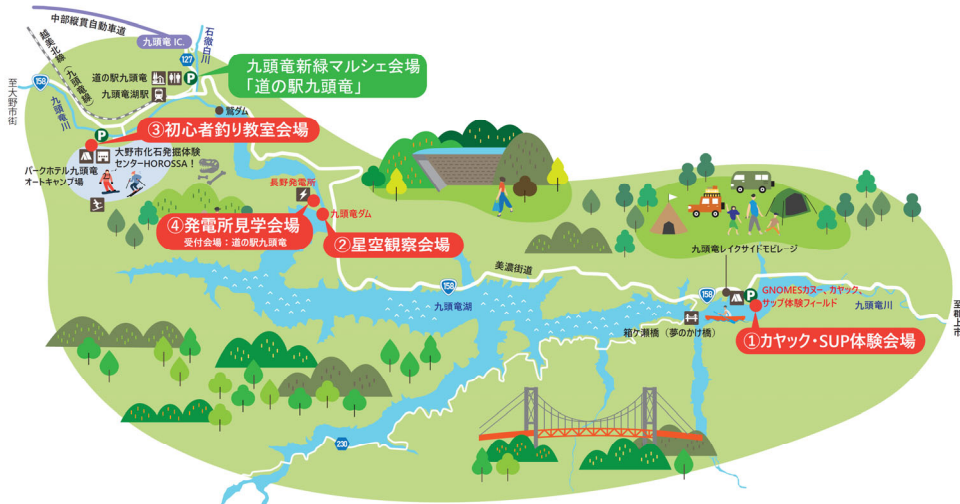 中部縦貫自動車道
越美北線(九頭竜線)
九頭竜 IC.
石徹白川
127
九頭竜新緑マルシェ会場
「道の駅九頭竜」
道の駅九頭竜
P
九頭竜湖駅
至大野市街
158
九頭竜川
鷲ダム
P
③初心者釣り教室会場
大野市化石発掘体験
センターHOROSSA!
パークホテル九頭竜
オートキャンプ場
長野発電所
④発電所見学会場
受付会場:道の駅九頭竜
九頭竜ダム
②星空観察会場
美濃街道
158
九頭竜湖
九頭竜レイクサイドモビレージ
158
P
GNOMESカヌー、カヤック、
サップ体験フィールド
九頭竜川
至郡上市
箱ケ瀬橋(夢のかけ橋)
①カヤック・SUP体験会場
230